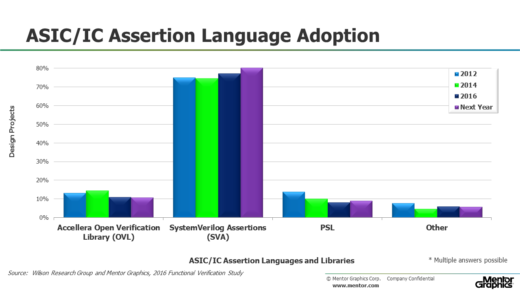 ASIC/IC Assertion Language Adoption
Design Projects
80%
70%
60%
50%
40%
30%
20%
10%
0%
2012
2014
2016
Next Year
Accellera Open Verification
Library (OVL)
SystemVerilog Assertions
(SVA)
PSL
Other
ASIC/IC Assertion Languages and Libraries
* Multiple answers possible
Source: Wilson Research Group and Mentor Graphics, 2016 Functional Verification Study
© Mentor Graphics Corp. Company Confidential
www.mentor.com
Mentor
Graphics